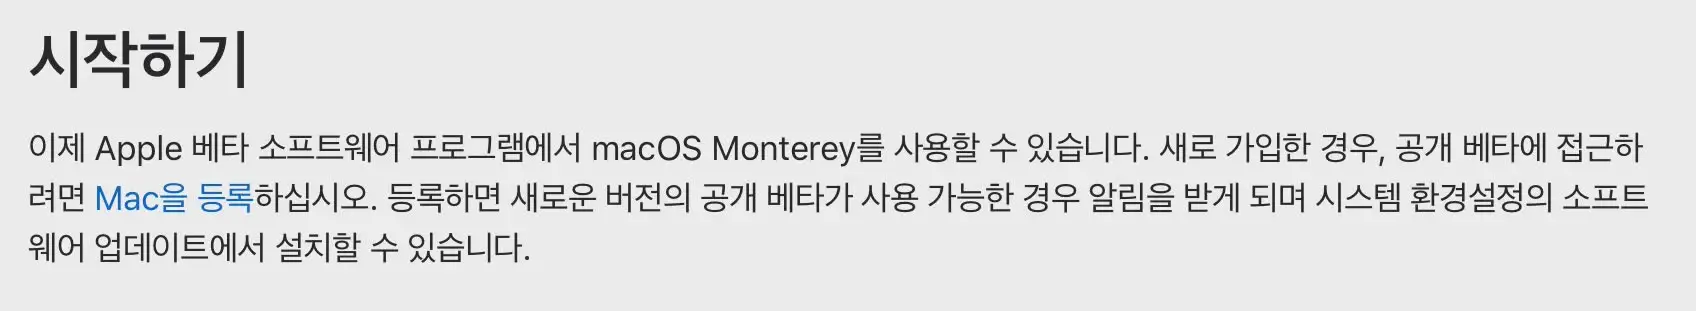 시작하기
이제 Apple 베타 소프트웨어 프로그램에서 macOS Monterey를 사용할 수 있습니다. 새로 가입한 경우, 공개 베타에 접근하
려면 Mac을 등록하십시오. 등록하면 새로운 버전의 공개 베타가 사용 가능한 경우 알림을 받게 되며 시스템 환경설정의 소프트
웨어 업데이트에서 설치할 수 있습니다.